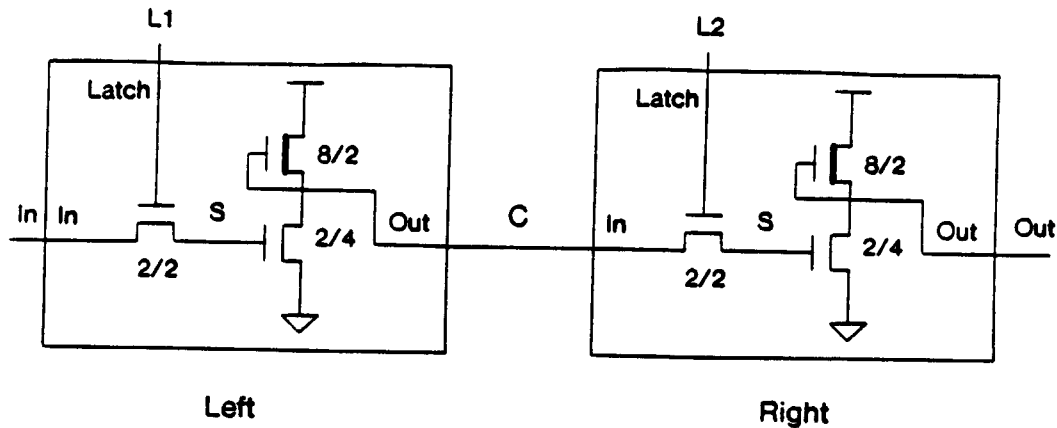 L1
L2
Latch
Latch
8/2
8/2
In
In
S
2/4
Out
C
In
S
2/4
Out
Out
2/2
2/2
Left
Right